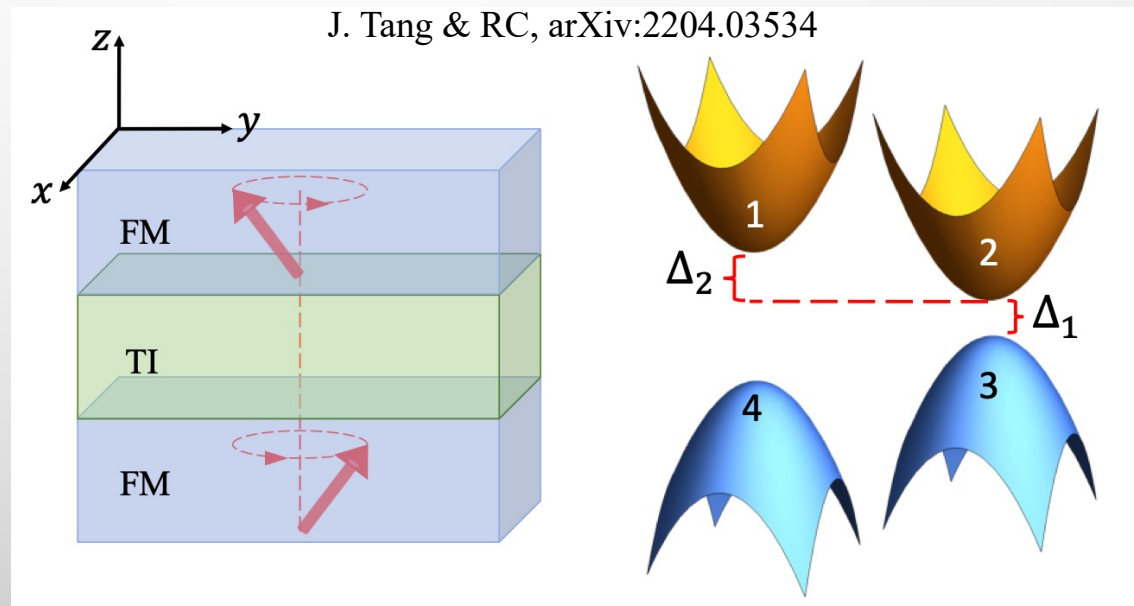 J. Tang & RC, arXiv:2204.03534
z
y
x
FM
TI
FM
1
2
Δ₂
Δ₁
3
4